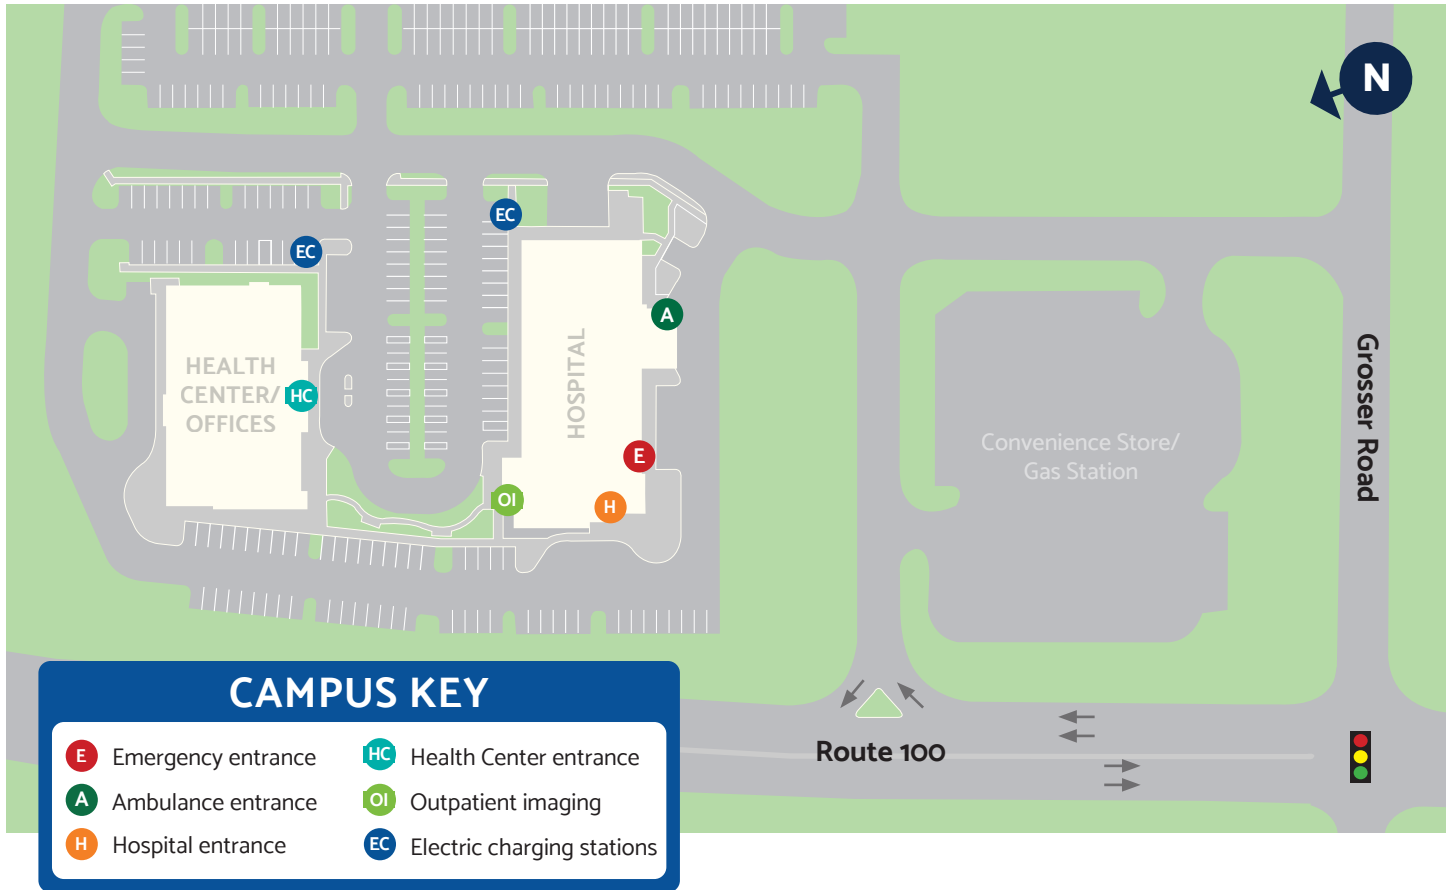 N
EC
EC
A
HEALTH
CENTER/
OFFICES
HC
HOSPITAL
Grosser Road
Convenience Store/
Gas Station
E
OI
H
CAMPUS KEY
E Emergency entrance
A Ambulance entrance
H Hospital entrance
HC Health Center entrance
OI Outpatient imaging
EC Electric charging stations
Route 100